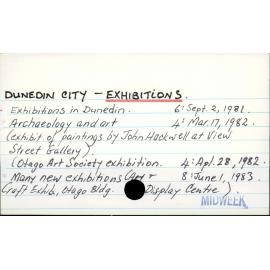 DUNEDIN CITY - EXHIBITIONS.
Exhibitions in Dunedin. 6: Sept. 2, 1981.
Archaeology and art 4: Mar. 17, 1982.
(exhibit of paintings by John Hackwell at View
Street Gallery).
(Otago Art Society exhibition. 4: Apl. 28, 1982.
Many new exhibitions (Art & 8: June 1, 1983.
Craft Exhib, Otago Bldg. Display Centre).
MIDWEEK